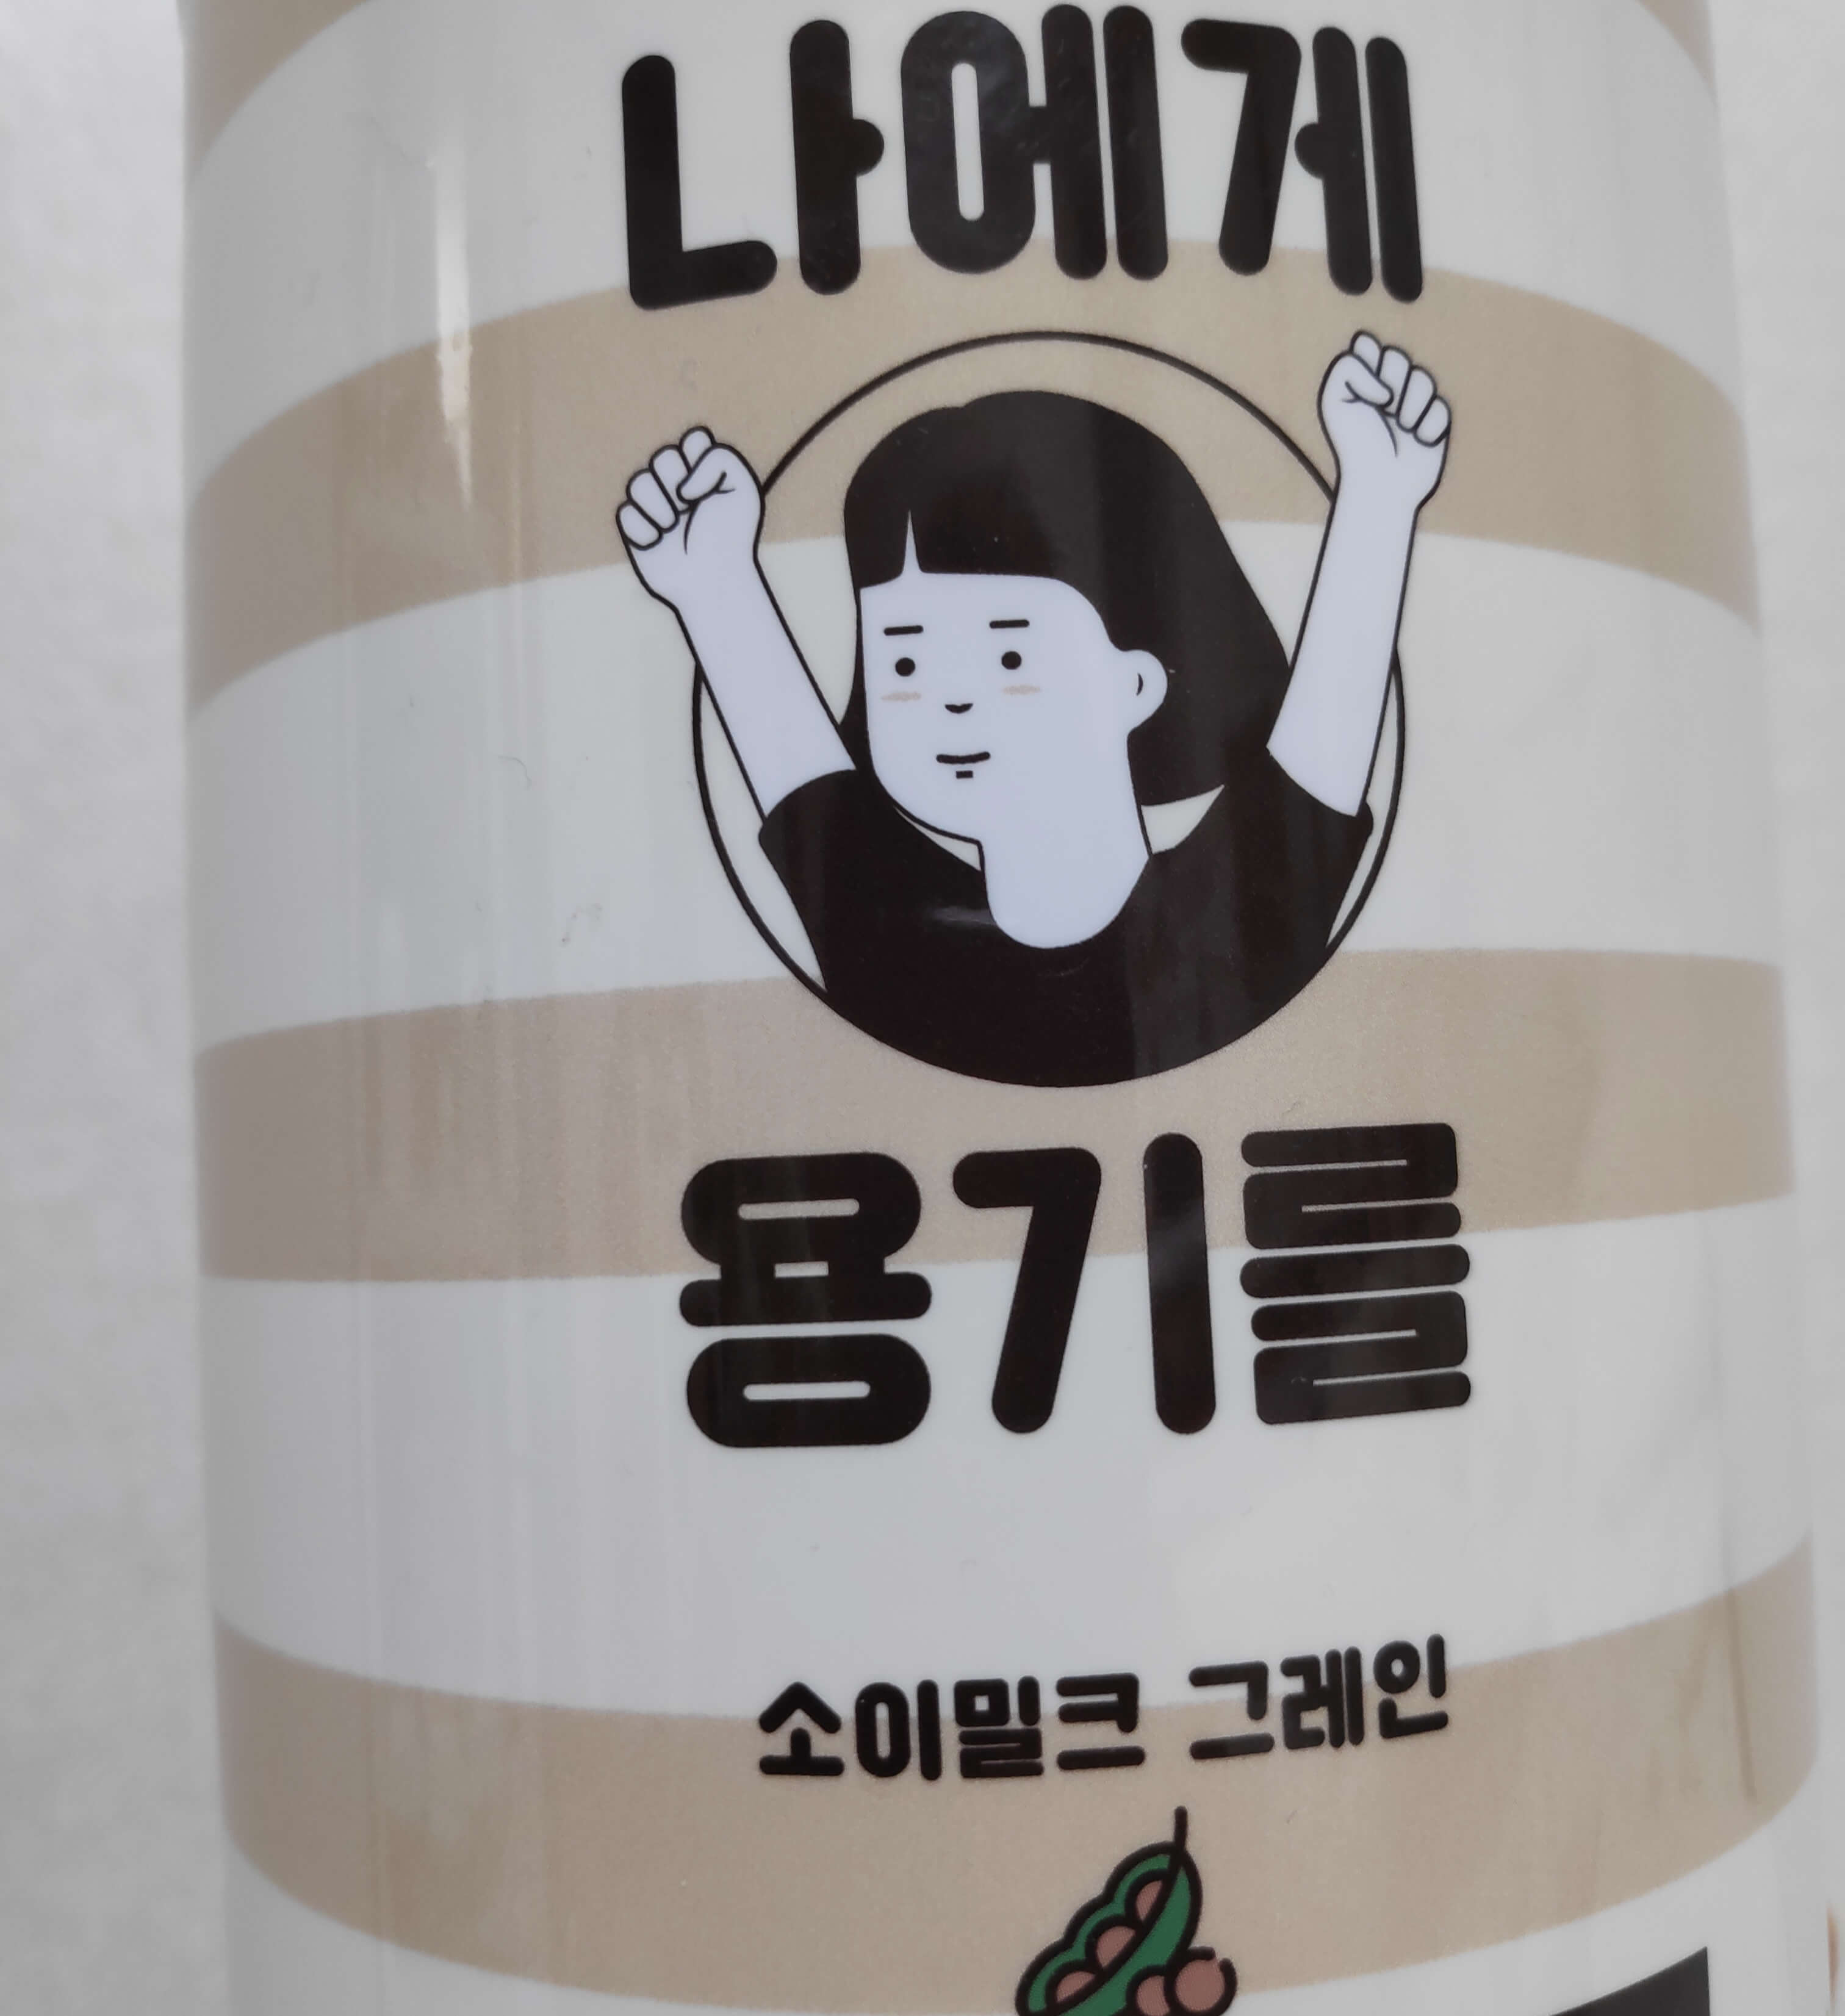 나에게
용기를
소이밀크 그레인